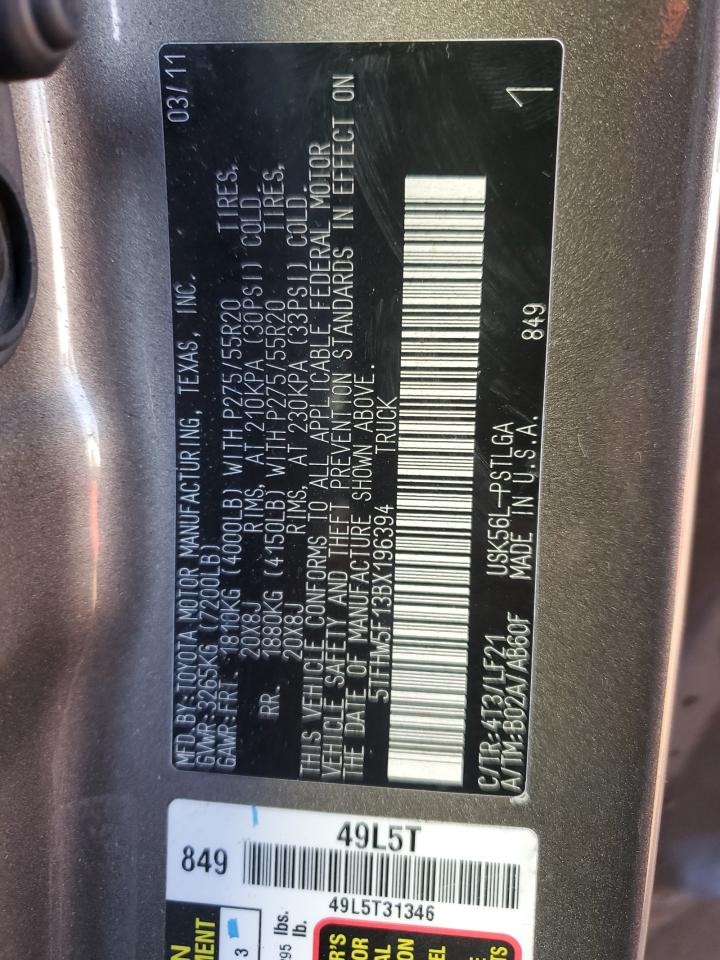 MFD. BY: TOYOTA MOTOR MANUFACTURING, TEXAS, INC. 03/11
GVWR: 3265KG (7200LB)
GAWR: FRT. 1810KG (4000LB) WITH P275/55R20 TIRES,
20X8J RIMS, AT 210KPA (30PSI) COLD
RR. 1880KG (4150LB) WITH P275/55R20 TIRES,
20X8J RIMS, AT 230KPA (33PSI) COLD.
THIS VEHICLE CONFORMS TO ALL APPLICABLE FEDERAL MOTOR
VEHICLE SAFETY AND THEFT PREVENTION STANDARDS IN EFFECT ON
THE DATE OF MANUFACTURE SHOWN ABOVE.
5TFHW5F13BX196394 TRUCK
C/TR: 4T3/LF21 USK56L-PSTLGA 849
A/TM: B02A/AB60F MADE IN U.S.A. 1
849
49L5T
49L5T31346
3
295 lbs.
lb.